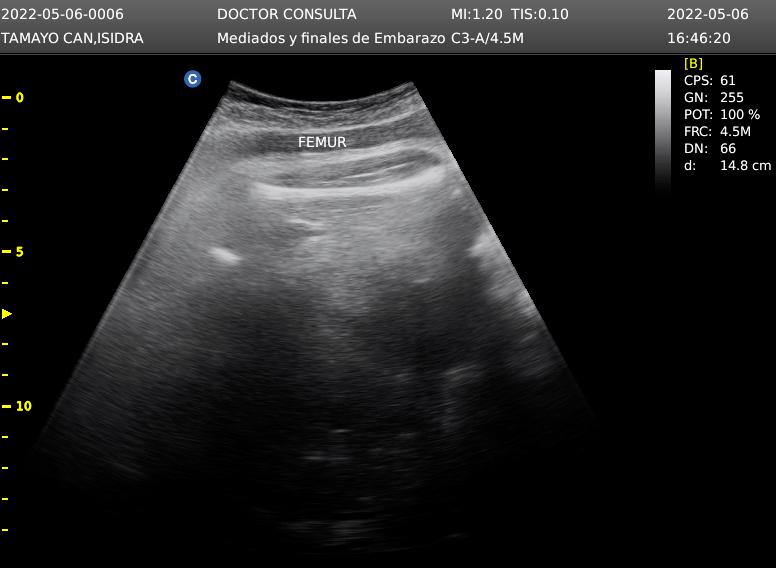 2022-05-06-0006 DOCTOR CONSULTA MI:1.20 TIS:0.10 2022-05-06
TAMAYO CAN,ISIDRA Mediados y finales de Embarazo C3-A/4.5M 16:46:20
C
[B]
CPS: 61
GN: 255
POT: 100 %
FRC: 4.5M
DN: 66
d: 14.8 cm
0
FEMUR
5
10